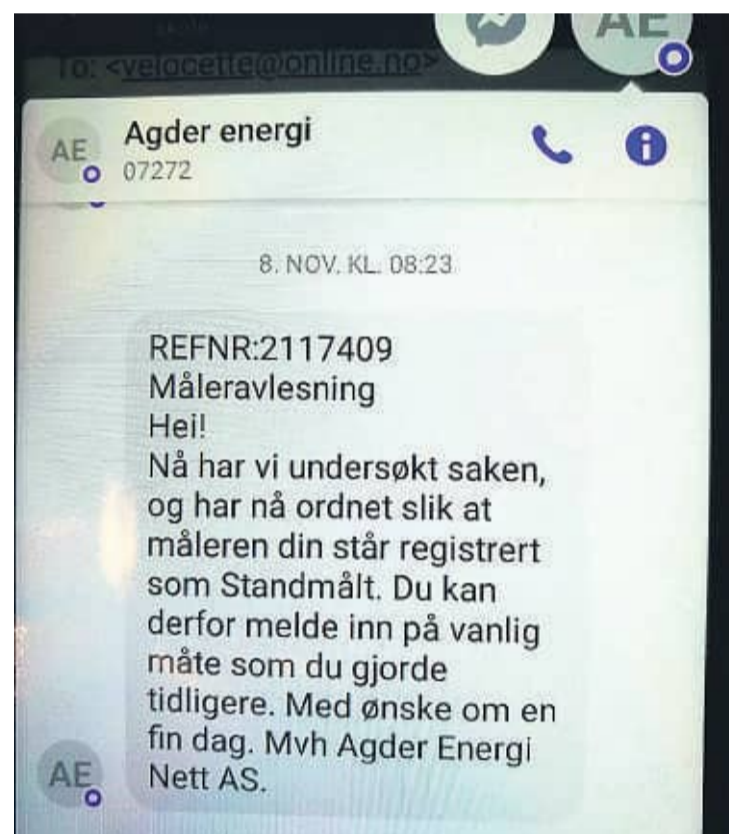 To: <velocette@online.no>
AE
AE
Agder energi
07272
8. NOV. KL. 08:23
REFNR:2117409
Måleravlesning
Hei!
Nå har vi undersøkt saken,
og har nå ordnet slik at
måleren din står registrert
som Standmålt. Du kan
derfor melde inn på vanlig
måte som du gjorde
tidligere. Med ønske om en
fin dag. Mvh Agder Energi
Nett AS.
AE